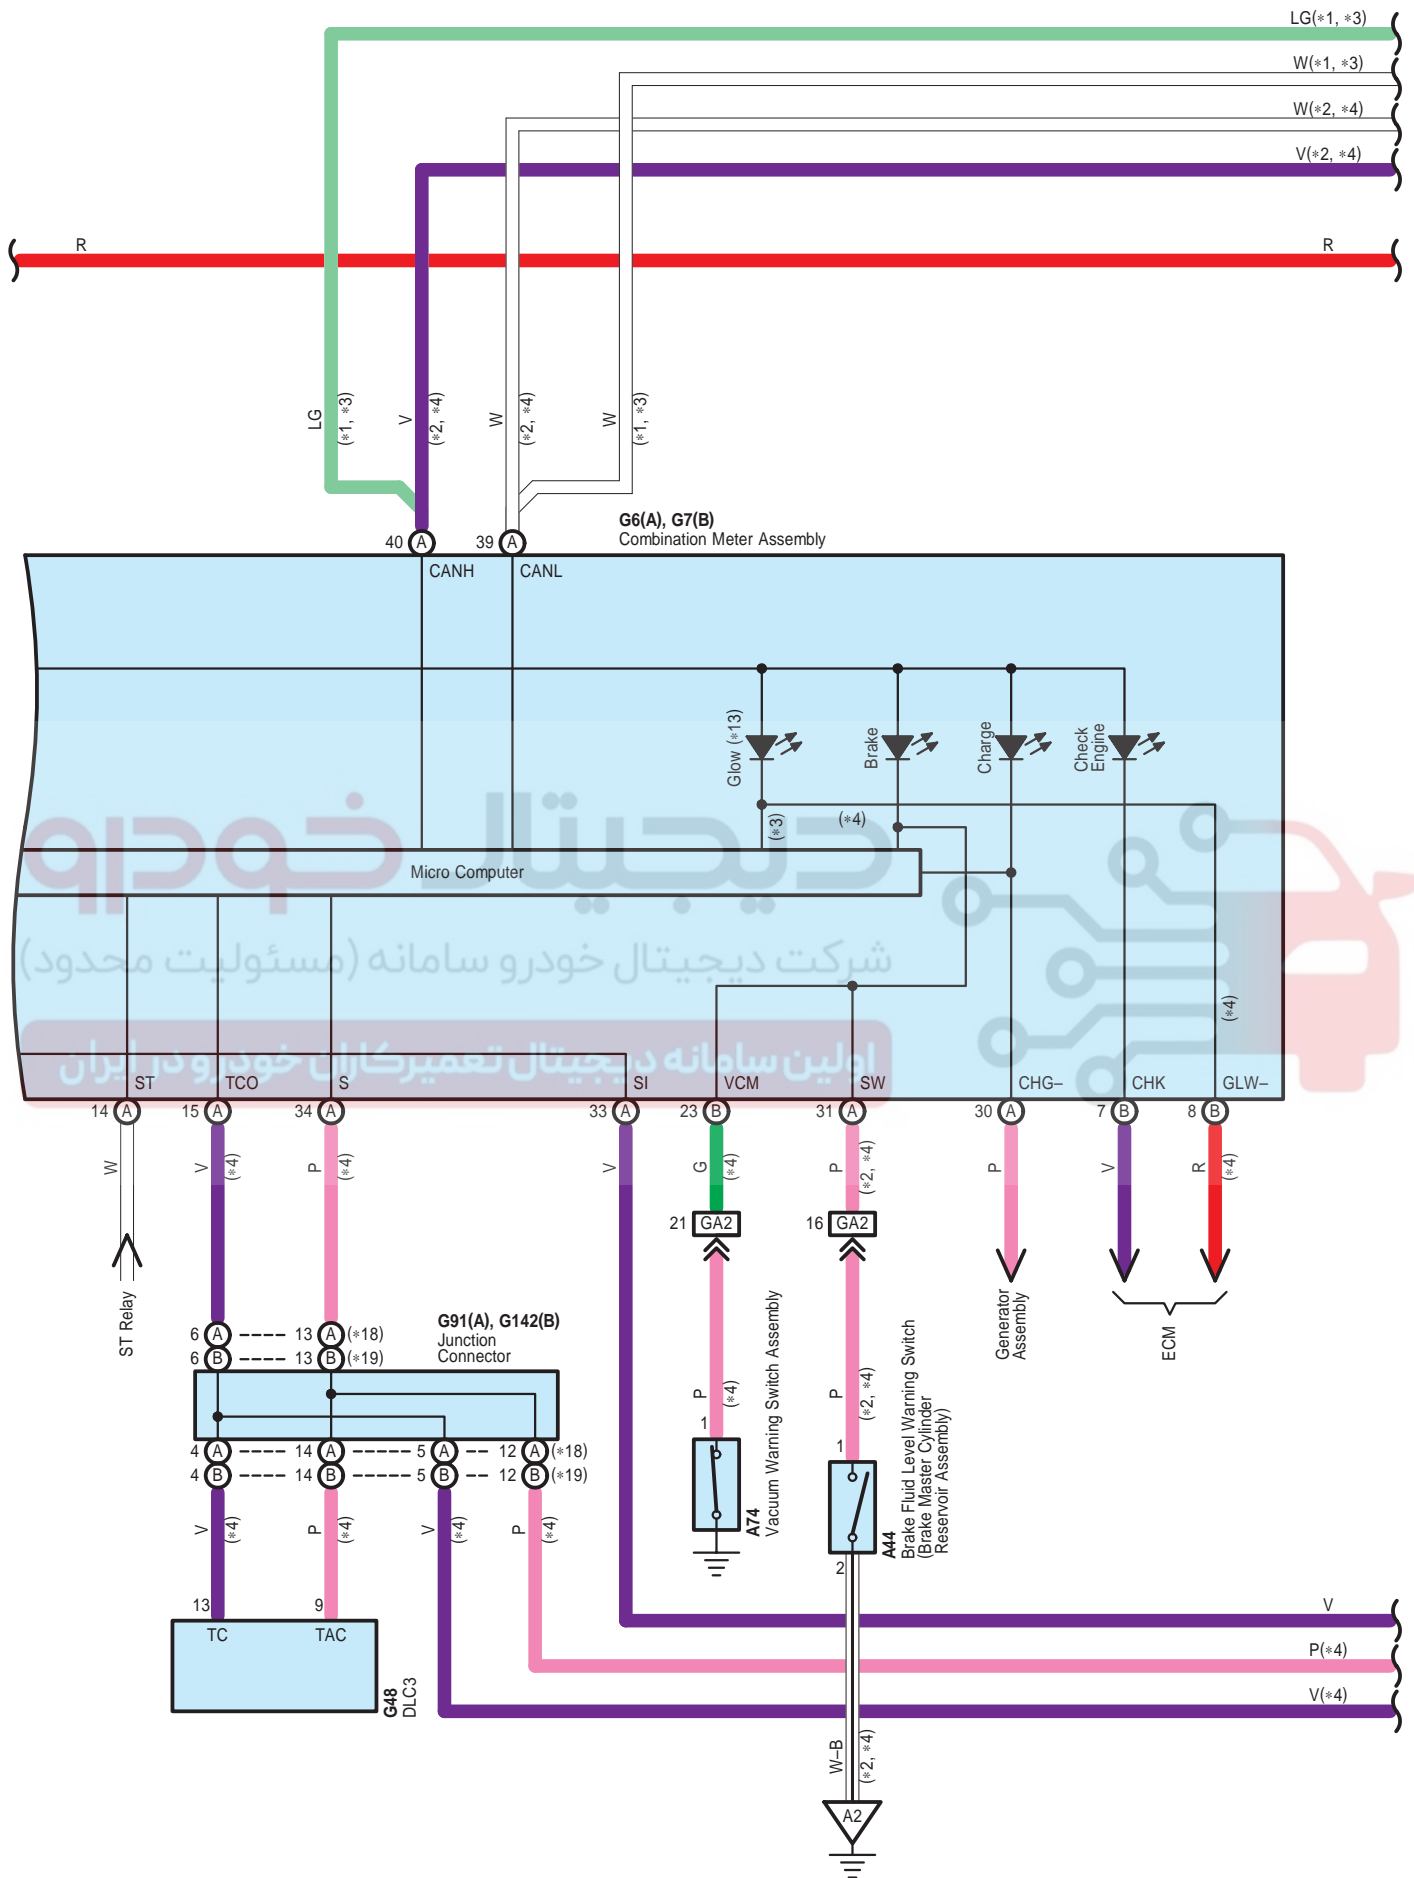 LG(∗1, ∗3)
W(∗1, ∗3)
W(∗2, ∗4)
V(∗2, ∗4)
R
R
LG
(∗1, ∗3)
V
(∗2, ∗4)
W
(∗2, ∗4)
W
(∗1, ∗3)
G6(A), G7(B)
Combination Meter Assembly
40 A
39 A
CANH
CANL
Glow (∗13)
Brake
Charge
Check
Engine
(∗3)
(∗4)
Micro Computer
دیجیتال خودرو
شرکت دیجیتال خودرو سامانه (مسئولیت محدود)
اولین سامانه دیجیتال تعمیرکاران خودرو در ایران
(∗4)
ST
TCO
S
SI
VCM
SW
CHG–
CHK
GLW–
14 A
15 A
34 A
33 A
23 B
31 A
30 A
7 B
8 B
W
V
(∗4)
P
(∗4)
V
G
(∗4)
P
(∗2, ∗4)
P
V
R
(∗4)
21 GA2
16 GA2
ST Relay
Generator
Assembly
ECM
G91(A), G142(B)
Junction
Connector
6 A 13 A (∗18)
6 B 13 B (∗19)
4 A 14 A 5 A 12 A (∗18)
4 B 14 B 5 B 12 B (∗19)
P
(∗4)
1
A74
Vacuum Warning Switch Assembly
P
(∗2, ∗4)
1
2
A44
Brake Fluid Level Warning Switch
(Brake Master Cylinder
Reservoir Assembly)
V
(∗4)
P
(∗4)
V
(∗4)
P
(∗4)
13
9
TC
TAC
G48
DLC3
V
P(∗4)
V(∗4)
W–B
(∗2, ∗4)
A2